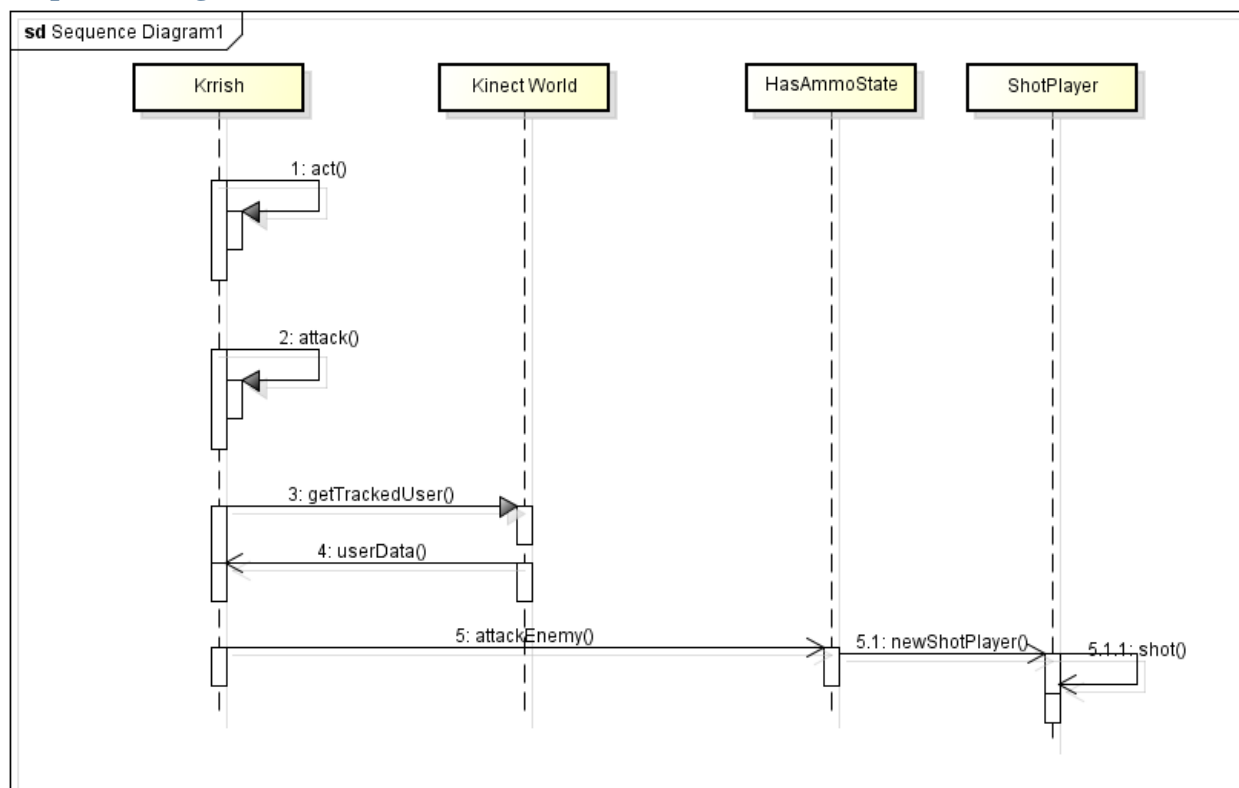 sd Sequence Diagram1
Krrish
Kinect World
HasAmmoState
ShotPlayer
1: act()
2: attack()
3: getTrackedUser()
4: userData()
5: attackEnemy()
5.1: newShotPlayer()
5.1.1: shot()